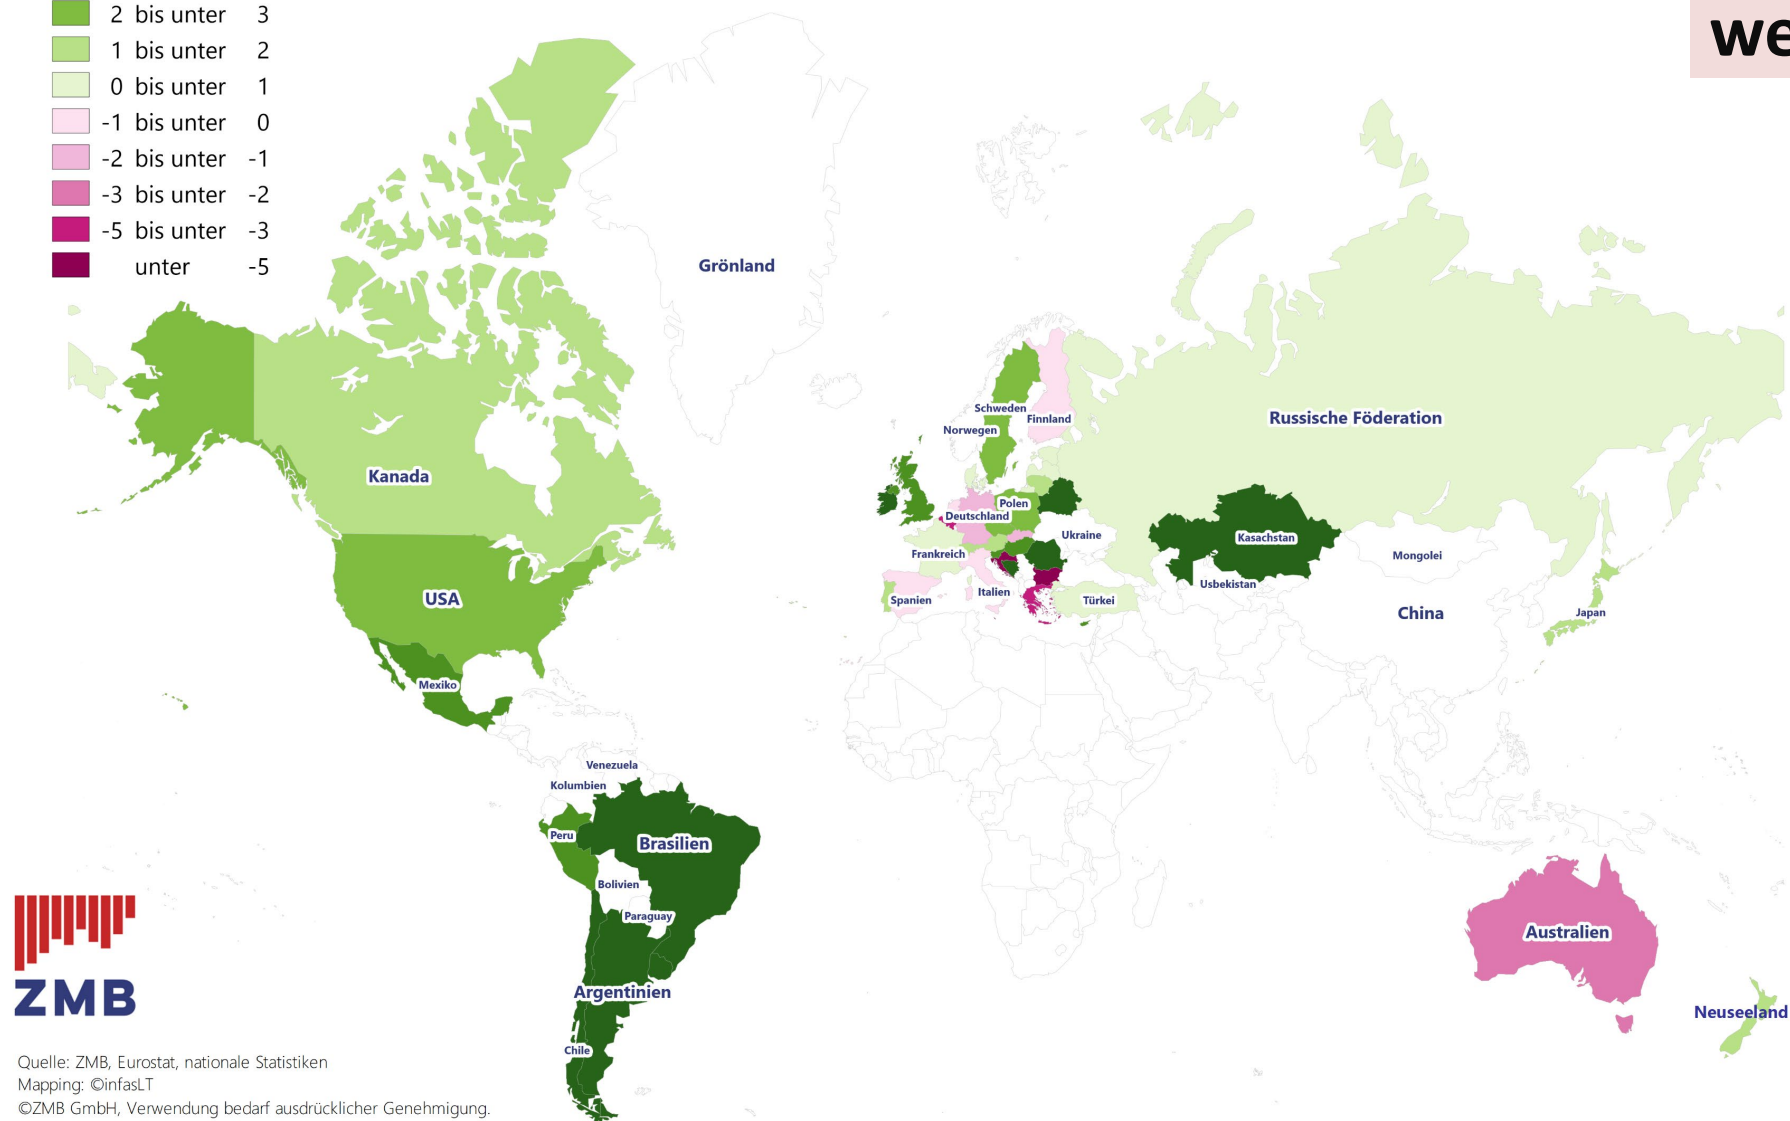 2 bis unter 3
we
1 bis unter 2
0 bis unter 1
-1 bis unter 0
-2 bis unter -1
-3 bis unter -2
-5 bis unter -3
unter -5
Grönland
Schweden
Finnland
Norwegen
Russische Föderation
Kanada
Polen
Deutschland
Ukraine
Kasachstan
Frankreich
Mongolei
Usbekistan
Italien
Spanien
Türkei
USA
China
Japan
Mexiko
Venezuela
Kolumbien
Peru
Brasilien
Bolivien
Paraguay
Australien
Argentinien
Neuseeland
Chile
ZMB
Quelle: ZMB, Eurostat, nationale Statistiken
Mapping: ©infasLT
©ZMB GmbH, Verwendung bedarf ausdrücklicher Genehmigung.